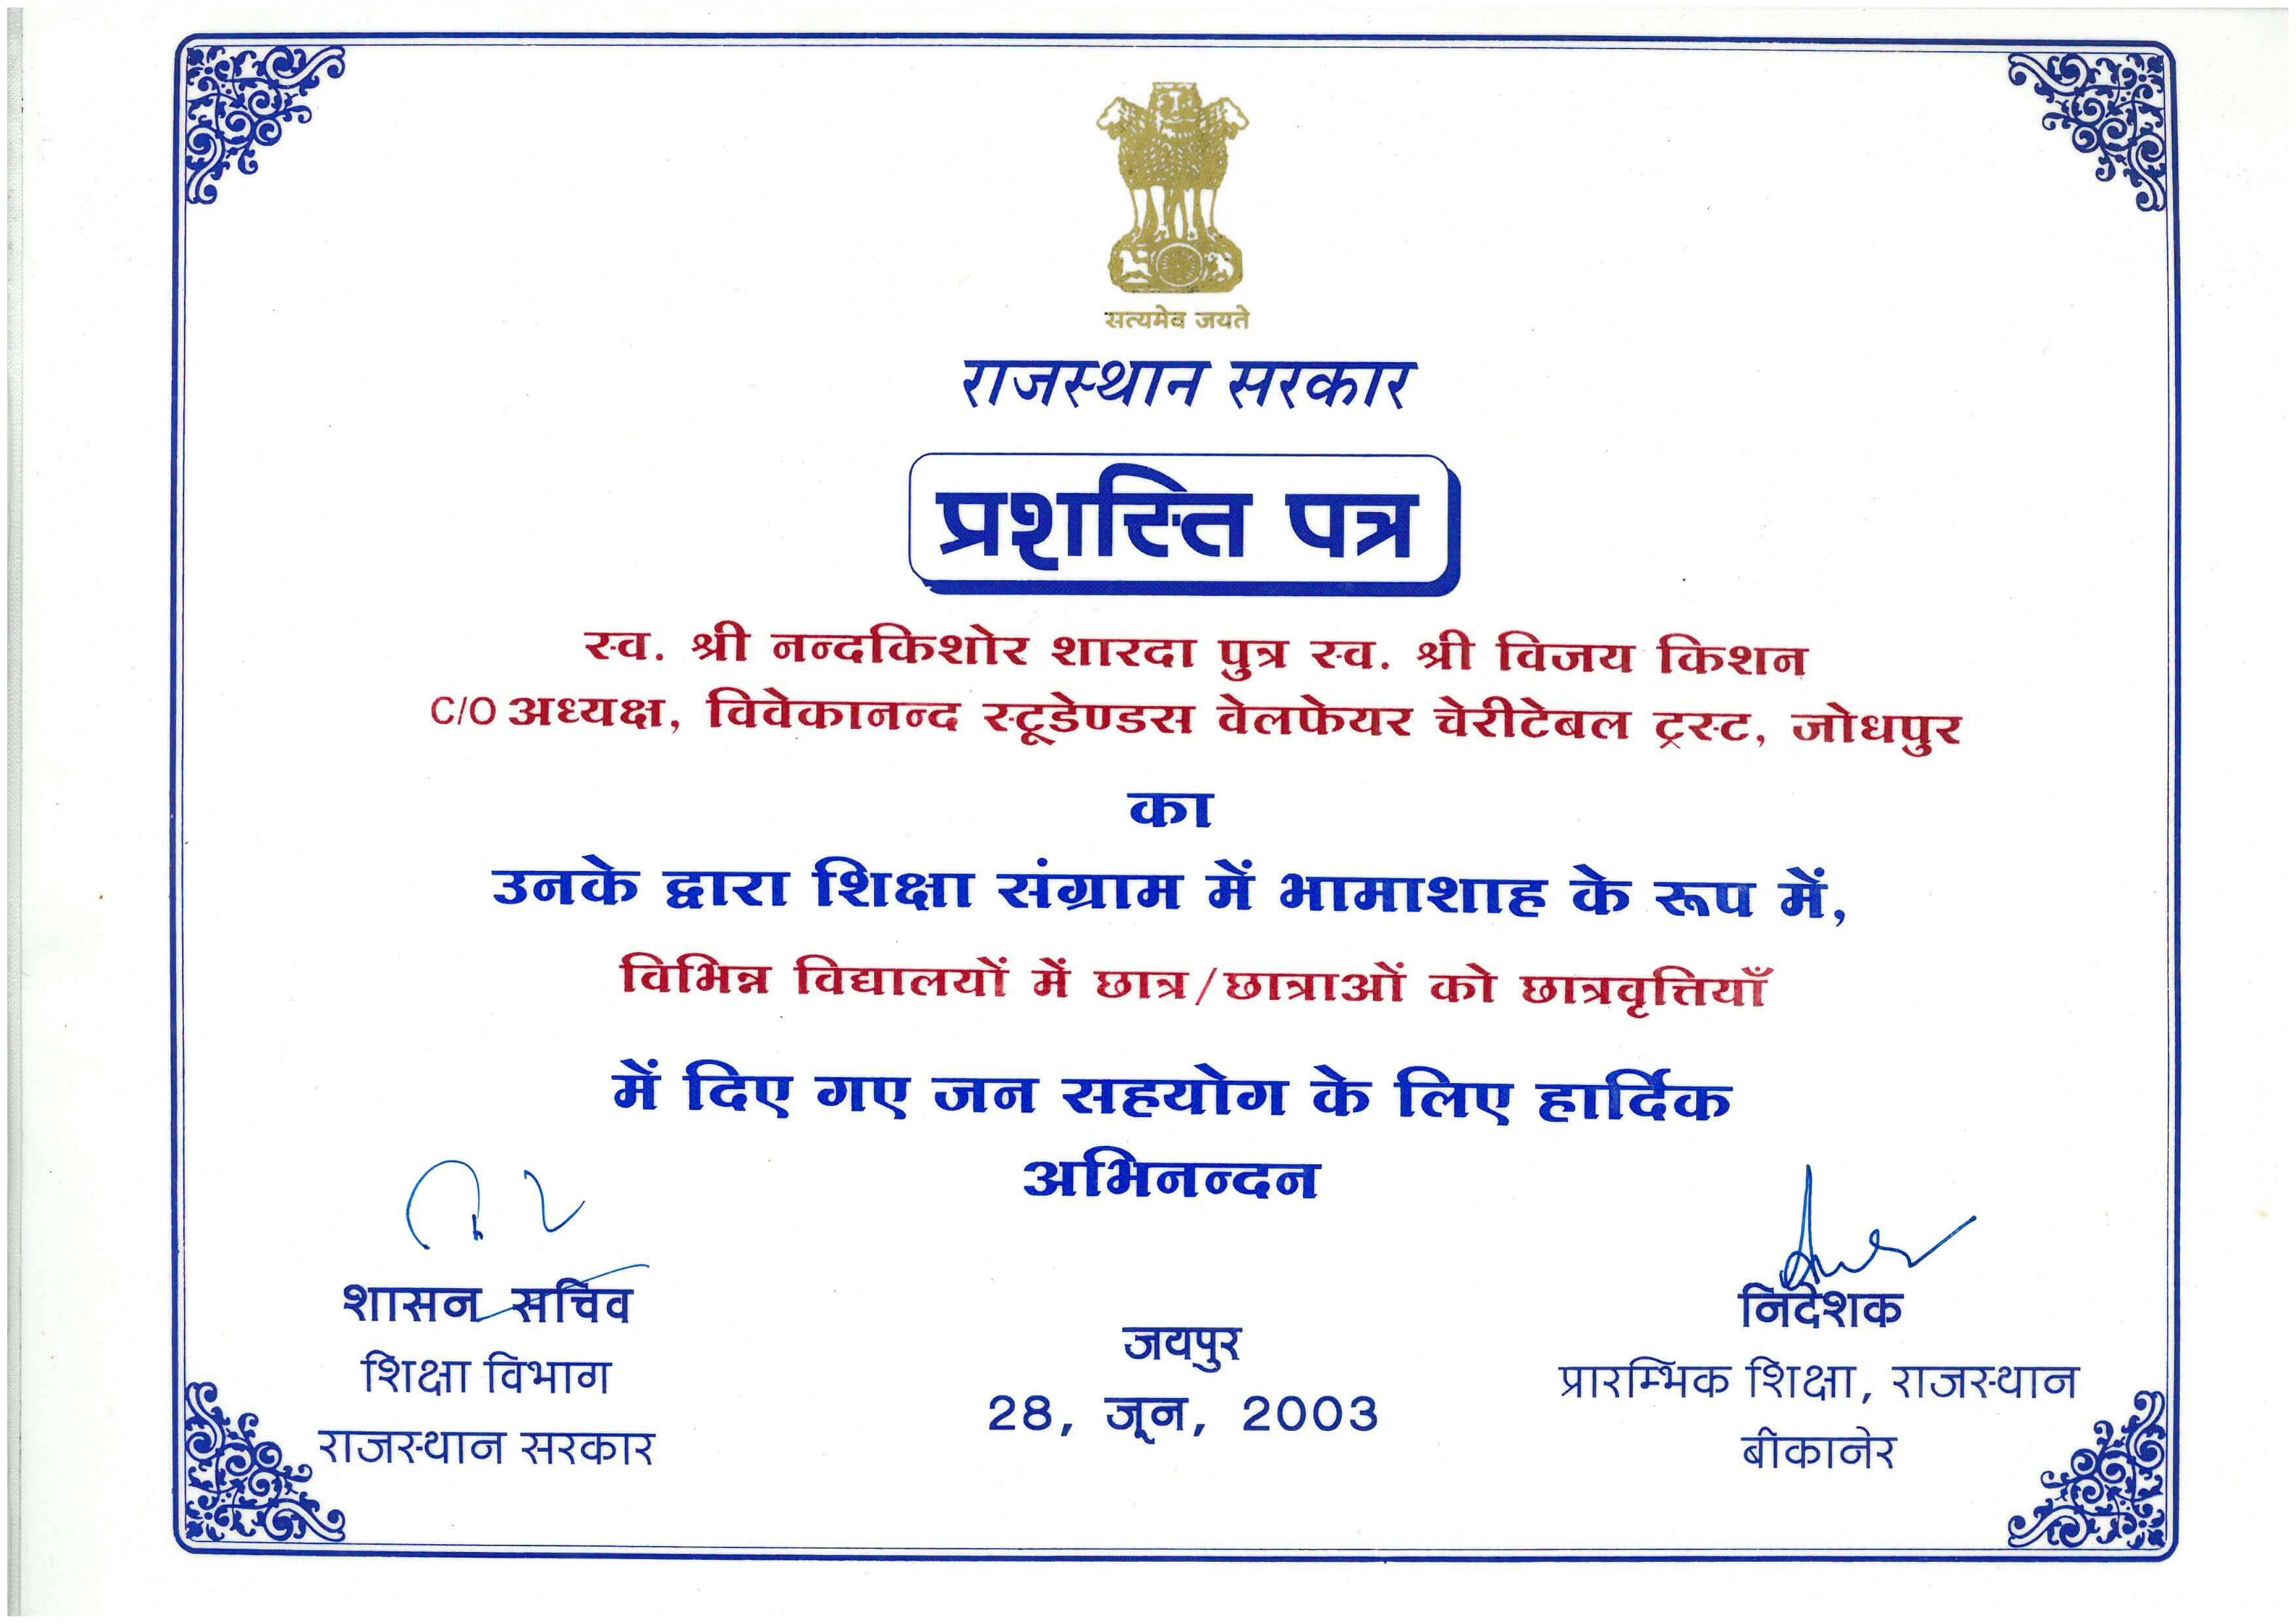 सत्यमेव जयते
राजस्थान सरकार
प्रशस्ति पत्र
स्व. श्री नन्दकिशोर शारदा पुत्र स्व. श्री विजय किशन
C/O अध्यक्ष, विवेकानन्द स्टूडेण्डस वेलफेयर चेरीटेबल ट्रस्ट, जोधपुर
का
उनके द्वारा शिक्षा संग्राम में भामाशाह के रूप में,
विभिन्न विद्यालयों में छात्र/छात्राओं को छात्रवृत्तियाँ
में दिए गए जन सहयोग के लिए हार्दिक
अभिनन्दन
शासन सचिव
शिक्षा विभाग
राजस्थान सरकार
जयपुर
28, जून, 2003
निदेशक
प्रारम्भिक शिक्षा, राजस्थान
बीकानेर